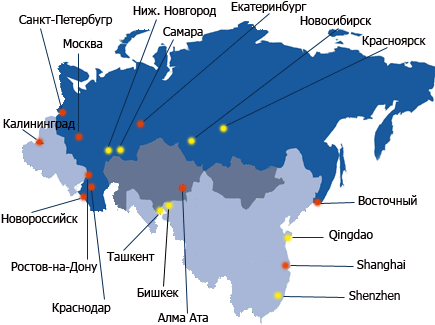 Екатеринбург
Ниж. Новгород
Санкт-Петербугр
Новосибирск
Самара
Москва
Красноярск
Калининград
Восточный
Новороссийск
Qingdao
Ташкент
Ростов-на-Дону
Shanghai
Бишкек
Shenzhen
Краснодар
Алма Ата